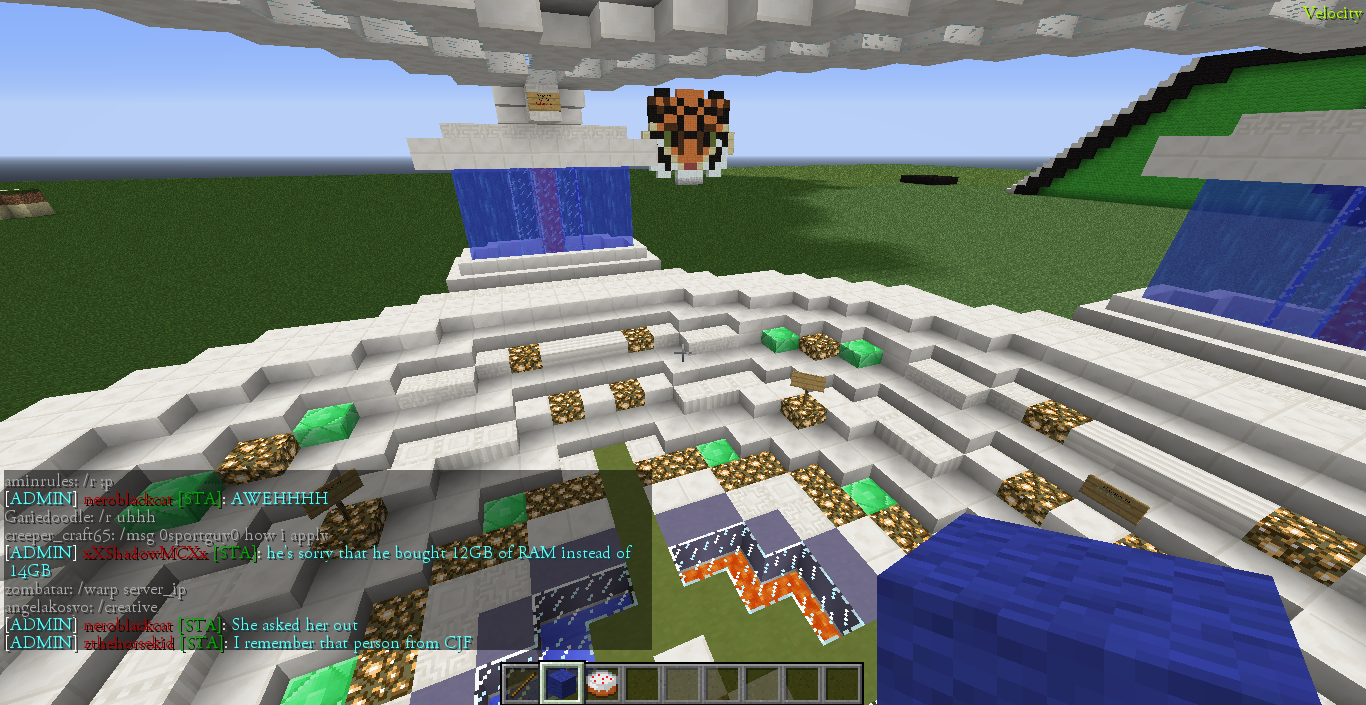 Velocity
aminrules: /r :p
[ADMIN] neroblackcat [STA]: AWEHHHH
Gariedoodle: /r uhhh
creeper_craft65: /msg 0sportguy0 how i apply
[ADMIN] xXShadowMCXx [STA]: he's sorry that he bought 12GB of RAM instead of
14GB
zombatar: /warp server_ip
angelakosvo: /creative
[ADMIN] neroblackcat [STA]: She asked her out
[ADMIN] zthehorsekid [STA]: I remember that person from CJF